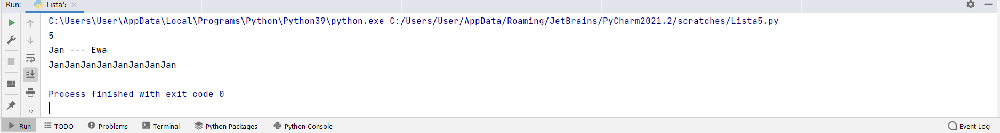 Run: Lista5
C:\Users\User\AppData\Local\Programs\Python\Python39\python.exe C:/Users/User/AppData/Roaming/JetBrains/PyCharm2021.2/scratches/Lista5.py
5
Jan --- Ewa
JanJanJanJanJanJanJanJan
Process finished with exit code 0
Run TODO Problems Terminal Python Packages Python Console Event Log